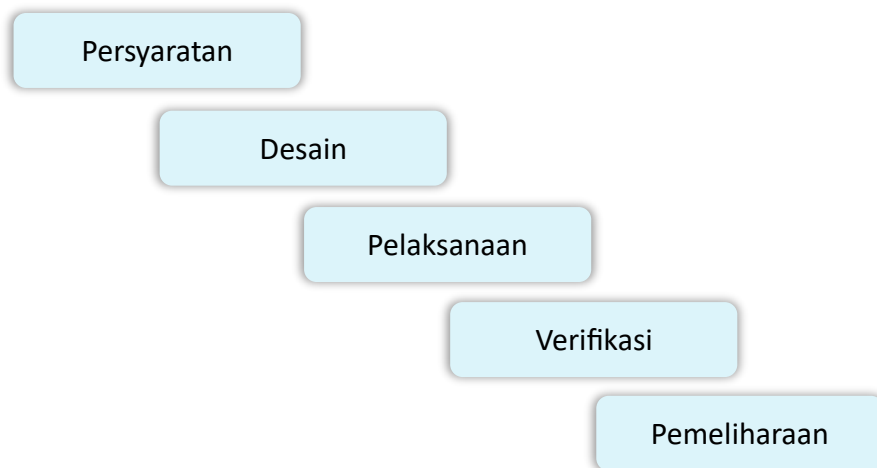 Persyaratan
Desain
Pelaksanaan
Verifikasi
Pemeliharaan